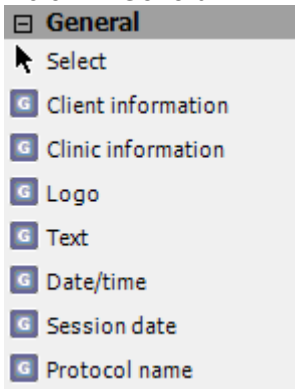 General
Select
G Client information
G Clinic information
G Logo
G Text
G Date/time
G Session date
G Protocol name